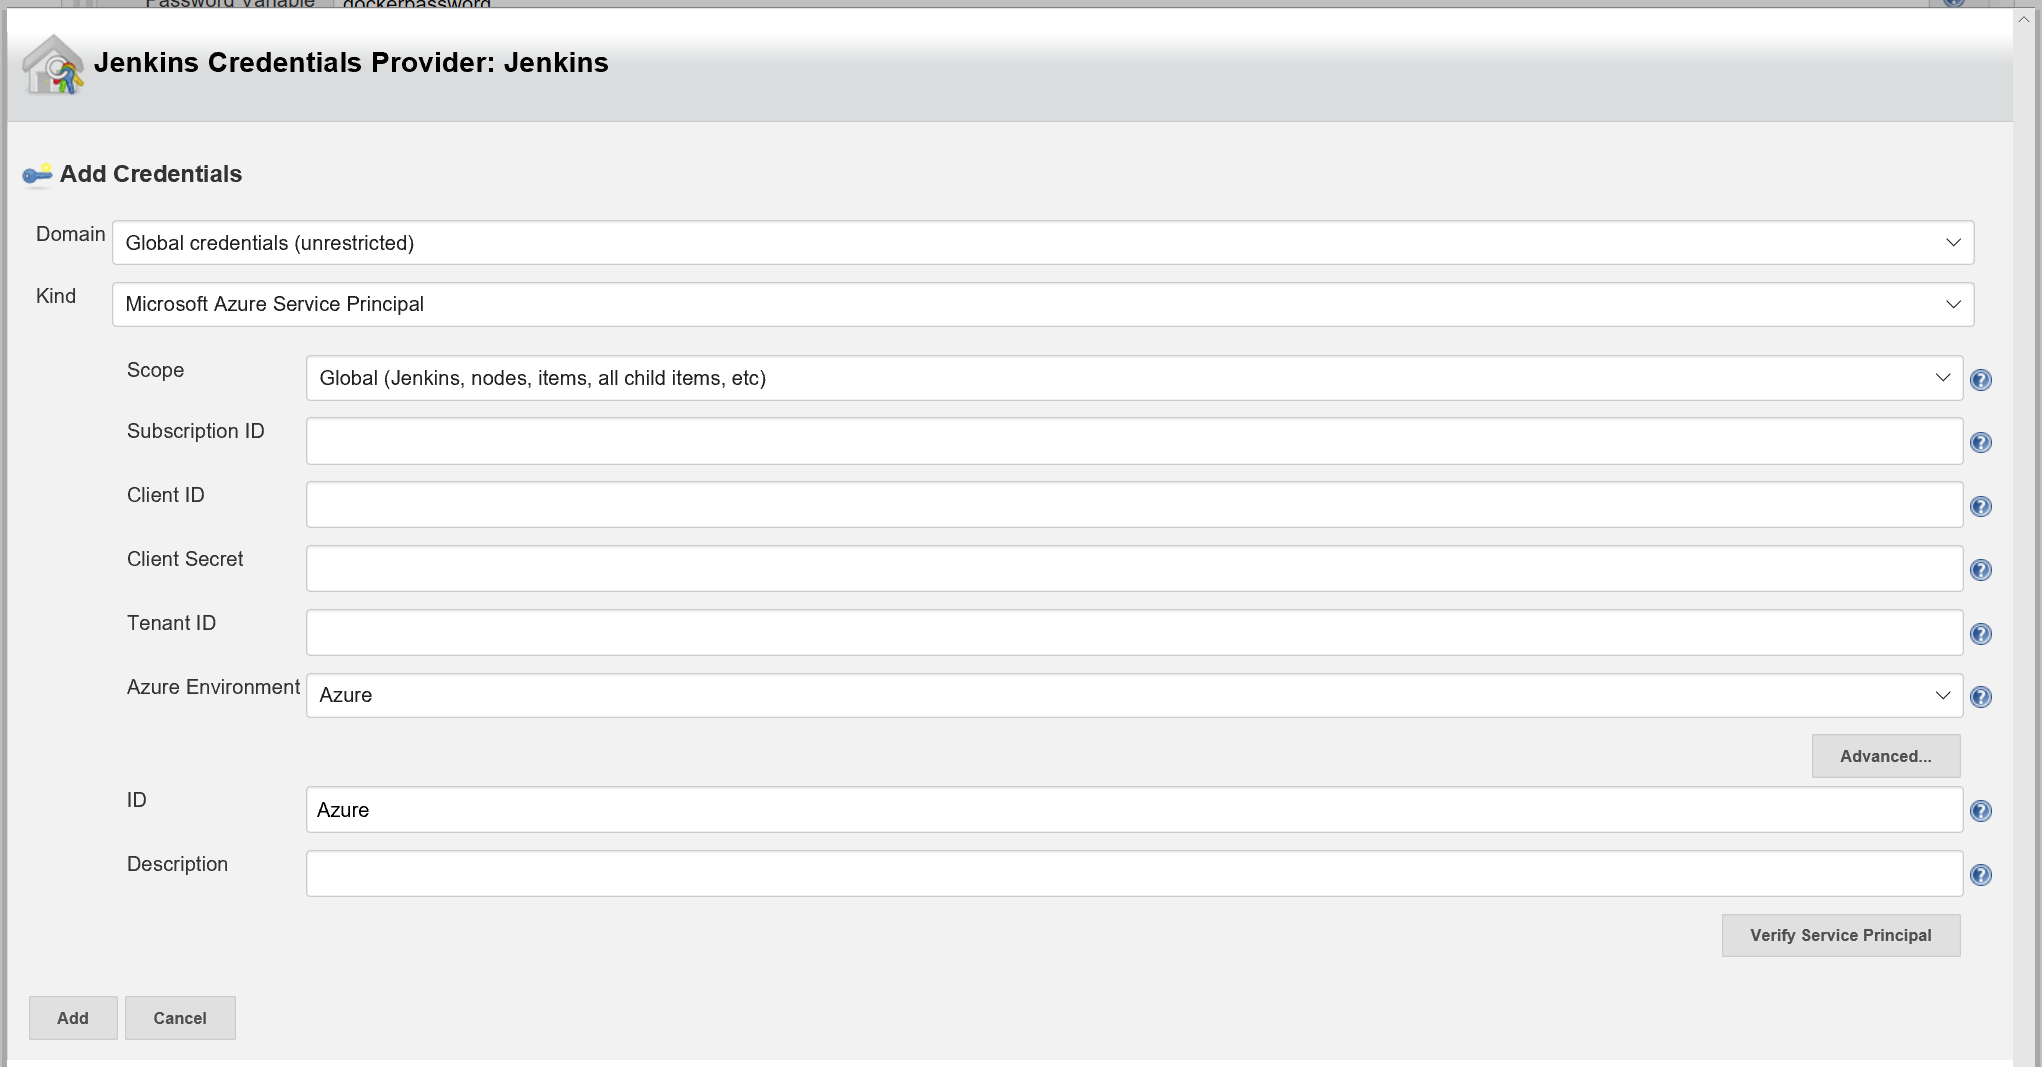 Password Variable dockerpassword
Jenkins Credentials Provider: Jenkins
Add Credentials
Domain Global credentials (unrestricted)
Kind Microsoft Azure Service Principal
Scope Global (Jenkins, nodes, items, all child items, etc)
Subscription ID
Client ID
Client Secret
Tenant ID
Azure Environment Azure
Advanced...
ID Azure
Description
Verify Service Principal
Add Cancel